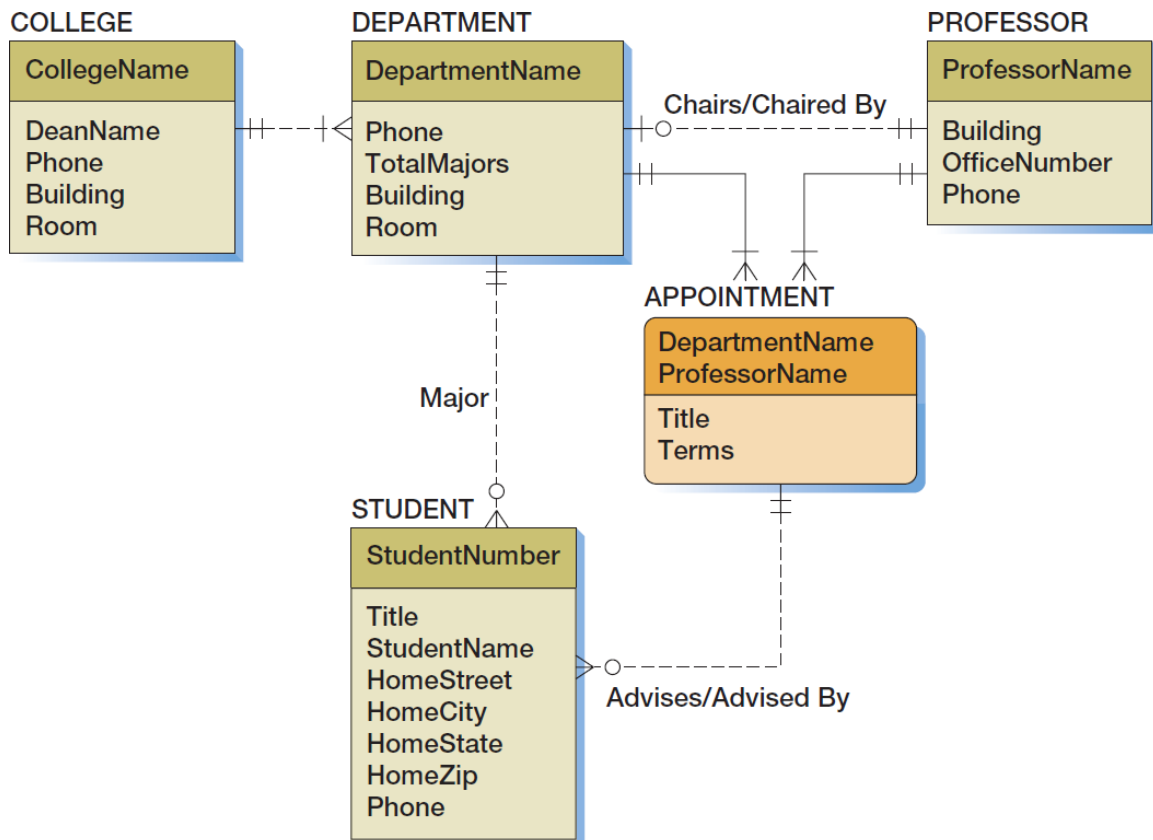 COLLEGE
CollegeName
DeanName
Phone
Building
Room
DEPARTMENT
DepartmentName
Phone
TotalMajors
Building
Room
Chairs/Chaired By
PROFESSOR
ProfessorName
Building
OfficeNumber
Phone
APPOINTMENT
DepartmentName
ProfessorName
Title
Terms
Major
STUDENT
StudentNumber
Title
StudentName
HomeStreet
HomeCity
HomeState
HomeZip
Phone
Advises/Advised By